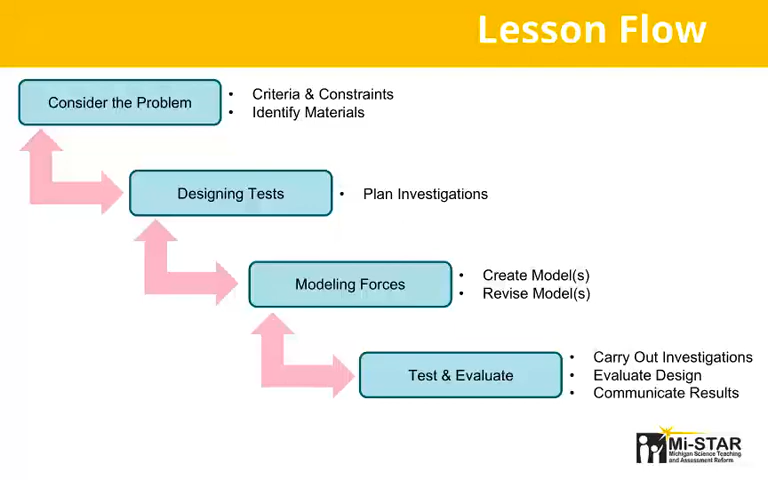 Lesson Flow
Consider the Problem
• Criteria & Constraints
• Identify Materials
Designing Tests
• Plan Investigations
Modeling Forces
• Create Model(s)
• Revise Model(s)
Test & Evaluate
• Carry Out Investigations
• Evaluate Design
• Communicate Results
Mi-STAR
Michigan Science Teaching
and Assessment Reform